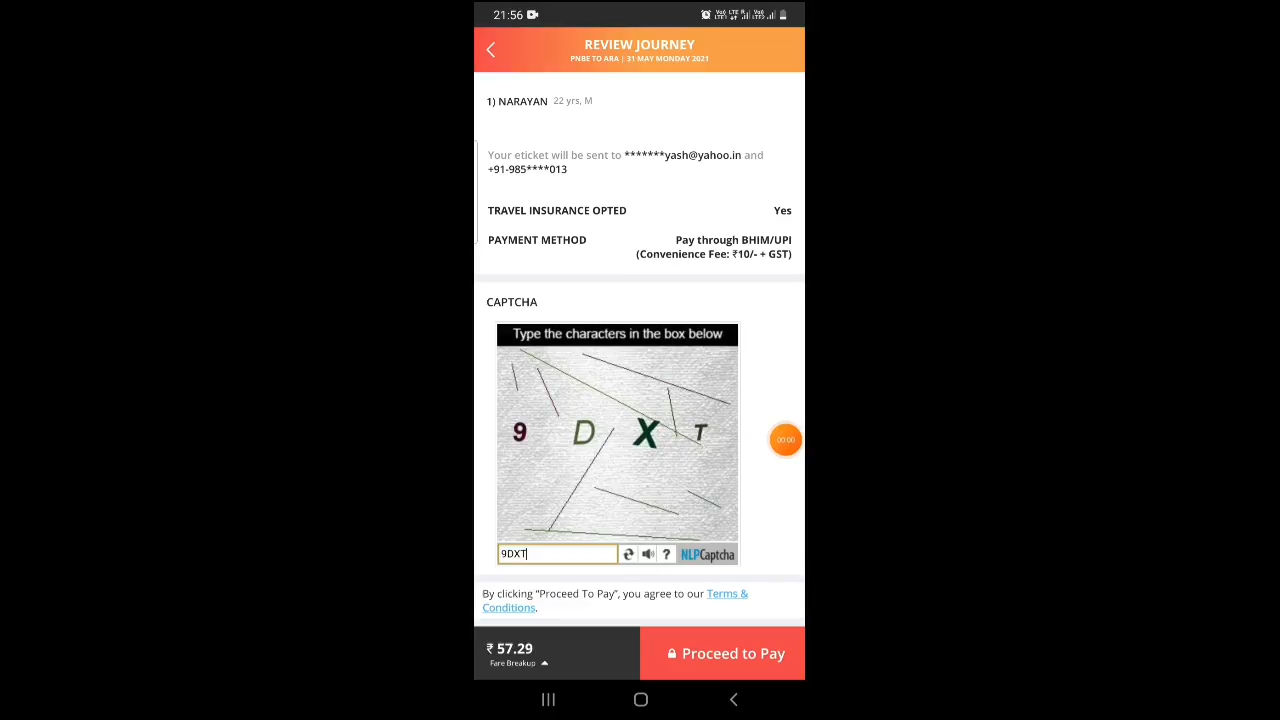 21:56
REVIEW JOURNEY
PNBE TO ARA | 31 MAY MONDAY 2021
1) NARAYAN 22 yrs, M
Your eticket will be sent to *******yash@yahoo.in and
+91-985****013
TRAVEL INSURANCE OPTED Yes
PAYMENT METHOD Pay through BHIM/UPI
(Convenience Fee: ₹10/- + GST)
CAPTCHA
Type the characters in the box below
9 D X T
00:00
9DXT
? NLPCaptcha
By clicking “Proceed To Pay”, you agree to our Terms &
Conditions.
₹ 57.29
Fare Breakup
Proceed to Pay